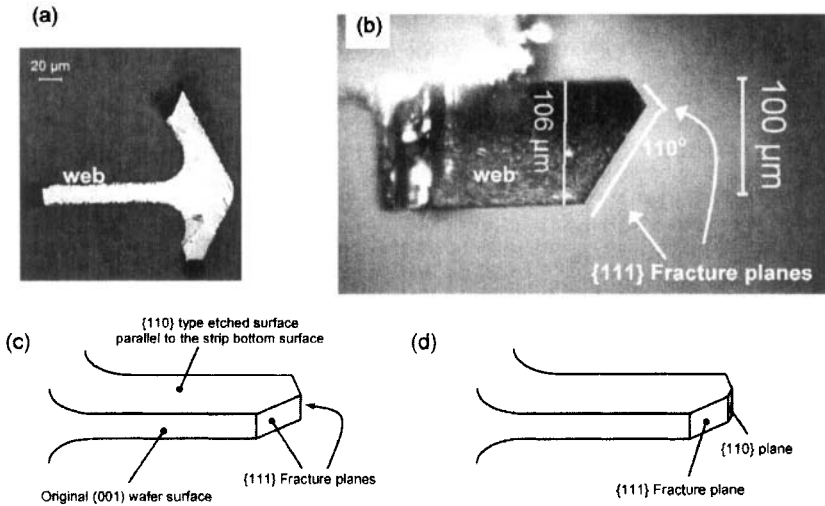 (a)
20 μm
web
(b)
106 μm
web
110°
100 μm
{111} Fracture planes
(c)
{110} type etched surface
parallel to the strip bottom surface
Original (001) wafer surface
{111} Fracture planes
(d)
{110} plane
{111} Fracture
plane